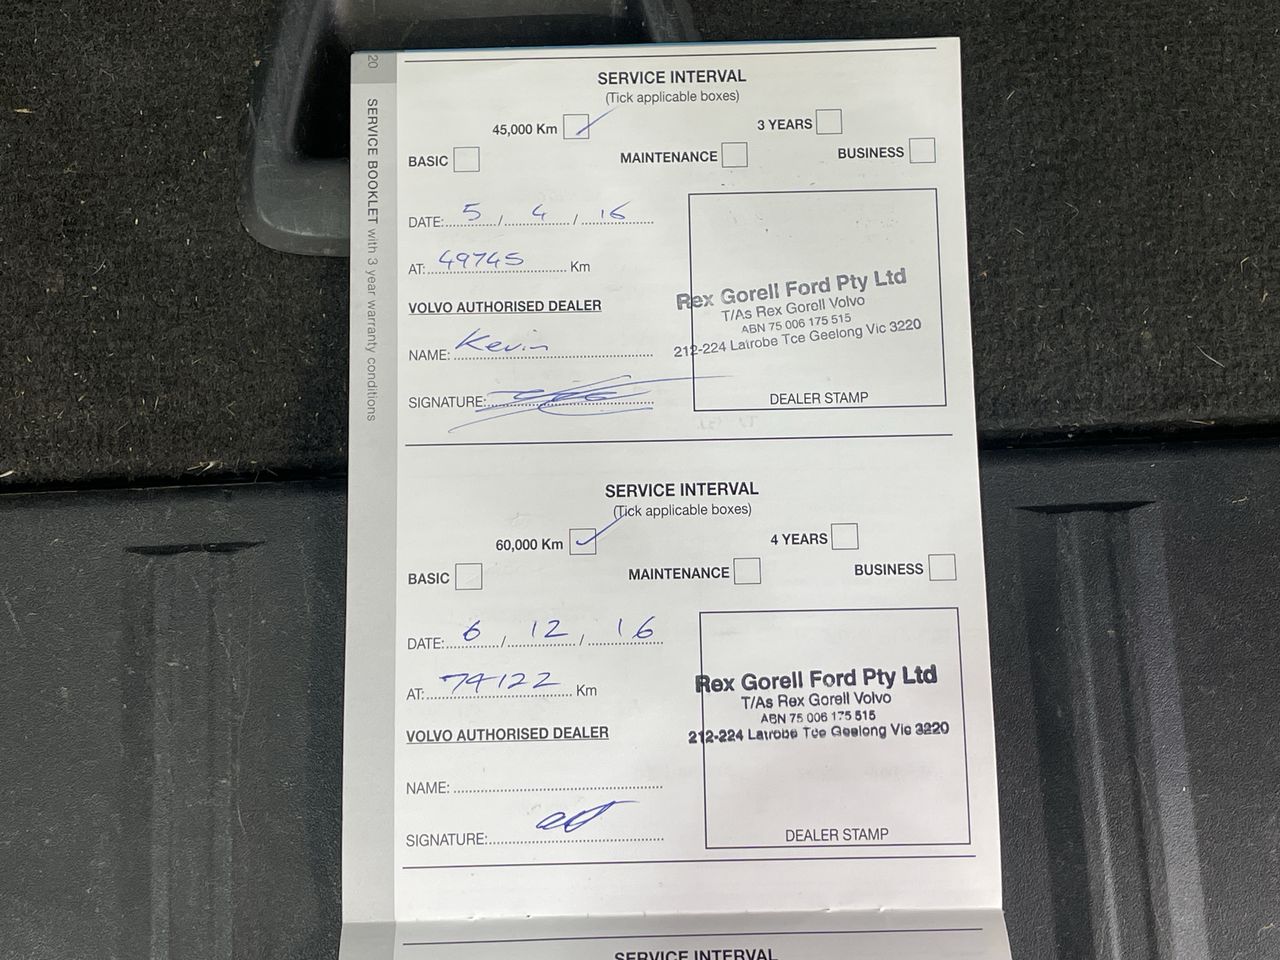 20
SERVICE BOOKLET with 3 year warranty conditions
SERVICE INTERVAL
(Tick applicable boxes)
45,000 Km
3 YEARS
BASIC
MAINTENANCE
BUSINESS
DATE: 5 / 4 / 16
AT: 49745 Km
VOLVO AUTHORISED DEALER
NAME: Kevin
SIGNATURE:
Rex Gorell Ford Pty Ltd
T/As Rex Gorell Volvo
ABN 75 006 175 515
212-224 Latrobe Tce Geelong Vic 3220
DEALER STAMP
SERVICE INTERVAL
(Tick applicable boxes)
60,000 Km
4 YEARS
BASIC
MAINTENANCE
BUSINESS
DATE: 6 / 12 / 16
AT: 74122 Km
VOLVO AUTHORISED DEALER
NAME:
SIGNATURE:
Rex Gorell Ford Pty Ltd
T/As Rex Gorell Volvo
ABN 75 006 175 515
212-224 Latrobe Tce Geelong Vic 3220
DEALER STAMP
SERVICE INTERVAL